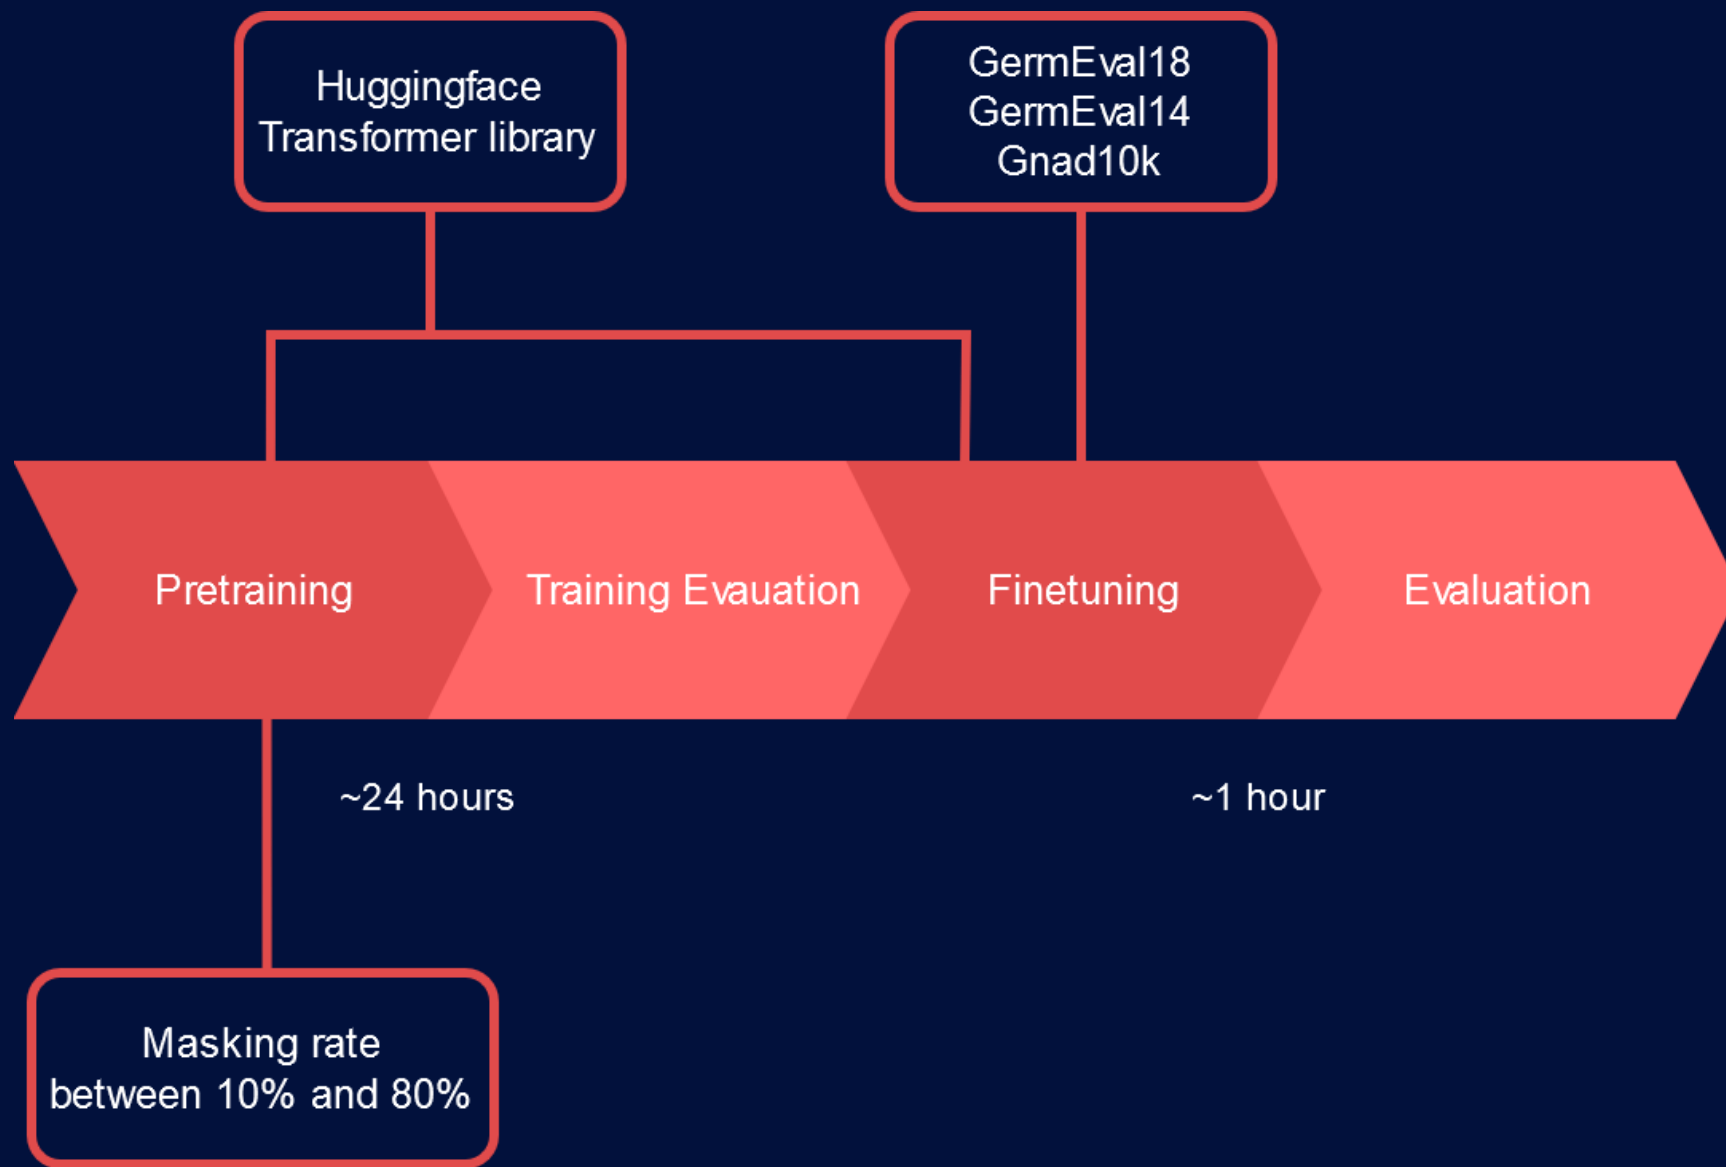 Huggingface
Transformer library
GermEval18
GermEval14
Gnad10k
Pretraining
Training Evauation
Finetuning
Evaluation
~24 hours
~1 hour
Masking rate
between 10% and 80%